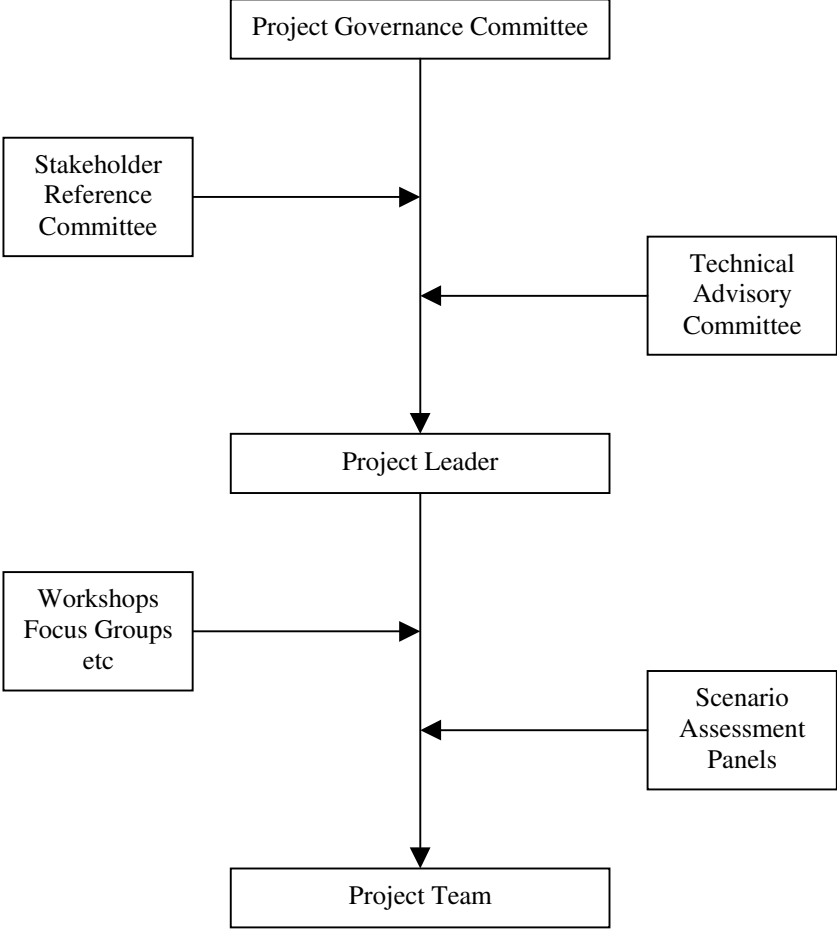 Project Governance Committee
Stakeholder
Reference
Committee
Technical
Advisory
Committee
Project Leader
Workshops
Focus Groups
etc
Scenario
Assessment
Panels
Project Team